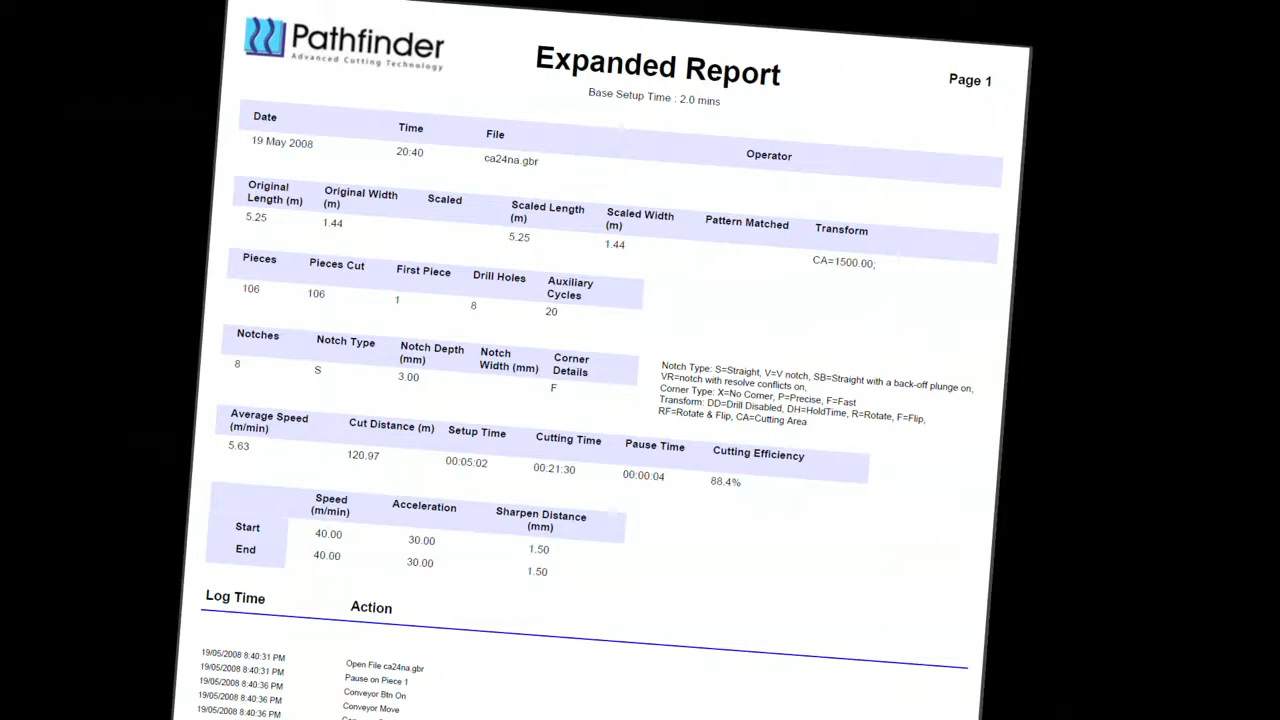 Pathfinder
Advanced Cutting Technology
Expanded Report
Page 1
Base Setup Time : 2.0 mins
Date Time File Operator
19 May 2008 20:40 ca24na.gbr
Original Length (m) Original Width (m) Scaled Scaled Length (m) Scaled Width (m) Pattern Matched Transform
5.25 1.44 5.25 1.44 CA=1500.00;
Pieces Pieces Cut First Piece Drill Holes Auxiliary Cycles
106 106 1 8 20
Notches Notch Type Notch Depth (mm) Notch Width (mm) Corner Details
8 S 3.00 F
Notch Type: S=Straight, V=V notch, SB=Straight with a back-off plunge on,
VR=notch with resolve conflicts on,
Corner Type: X=No Corner, P=Precise, F=Fast
Transform: DD=Drill Disabled, DH=HoldTime, R=Rotate, F=Flip,
RF=Rotate & Flip, CA=Cutting Area
Average Speed (m/min) Cut Distance (m) Setup Time Cutting Time Pause Time Cutting Efficiency
5.63 120.97 00:05:02 00:21:30 00:00:04 88.4%
Speed (m/min) Acceleration Sharpen Distance (mm)
Start 40.00 30.00 1.50
End 40.00 30.00 1.50
Log Time Action
19/05/2008 8:40:31 PM Open File ca24na.gbr
19/05/2008 8:40:31 PM Pause on Piece 1
19/05/2008 8:40:36 PM Conveyor Btn On
19/05/2008 8:40:36 PM Conveyor Move
19/05/2008 8:40:36 PM